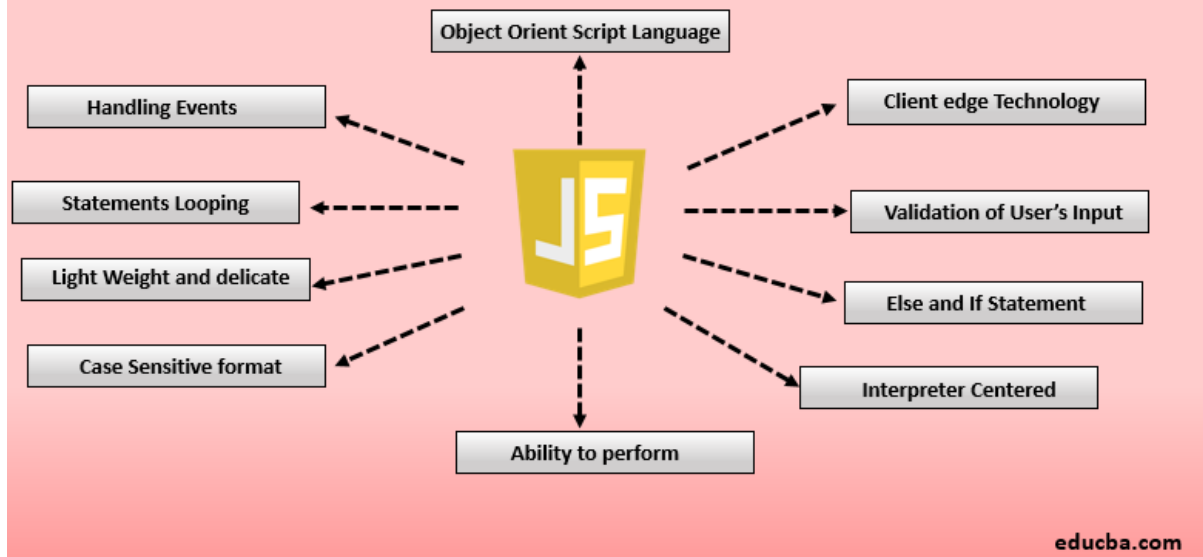 Object Orient Script Language
Handling Events
Client edge Technology
Statements Looping
JS
Validation of User's Input
Light Weight and delicate
Else and If Statement
Case Sensitive format
Interpreter Centered
Ability to perform
educba.com